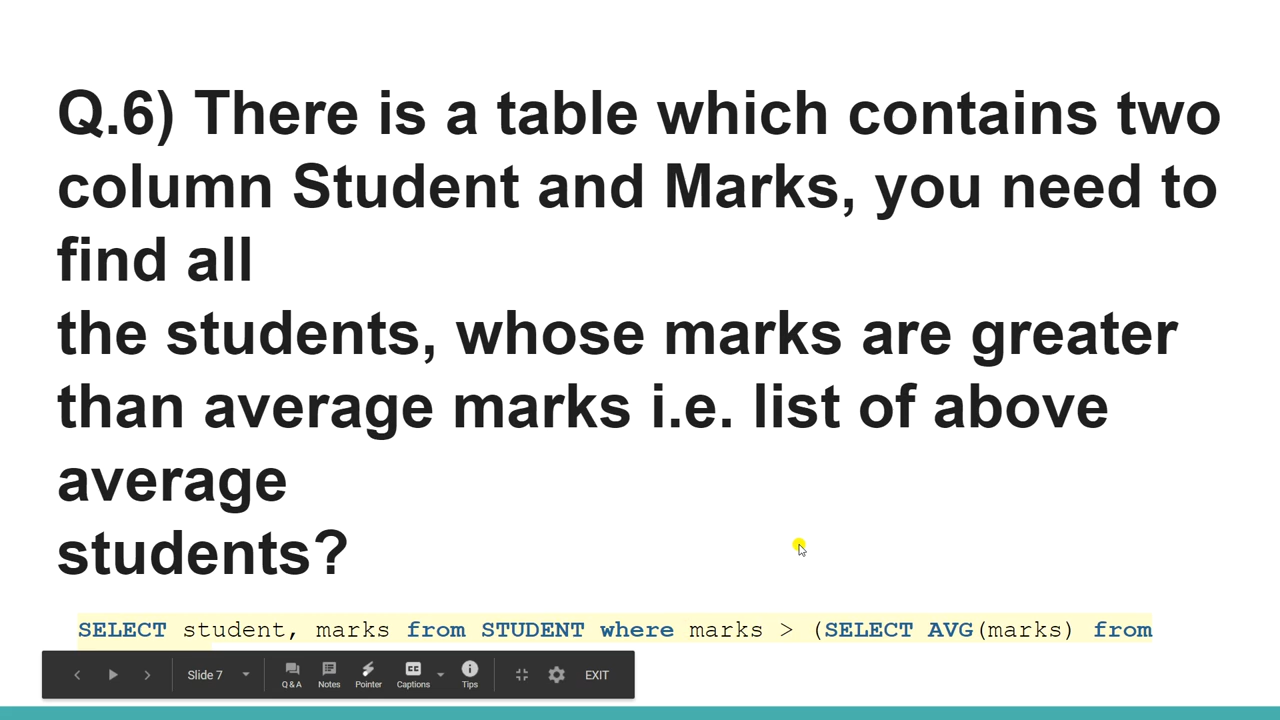 Q.6) There is a table which contains two
column Student and Marks, you need to
find all
the students, whose marks are greater
than average marks i.e. list of above
average
students?
SELECT student, marks from STUDENT where marks > (SELECT AVG(marks) from
Slide 7
Q & A
Notes
Pointer
CC
Captions
Tips
EXIT